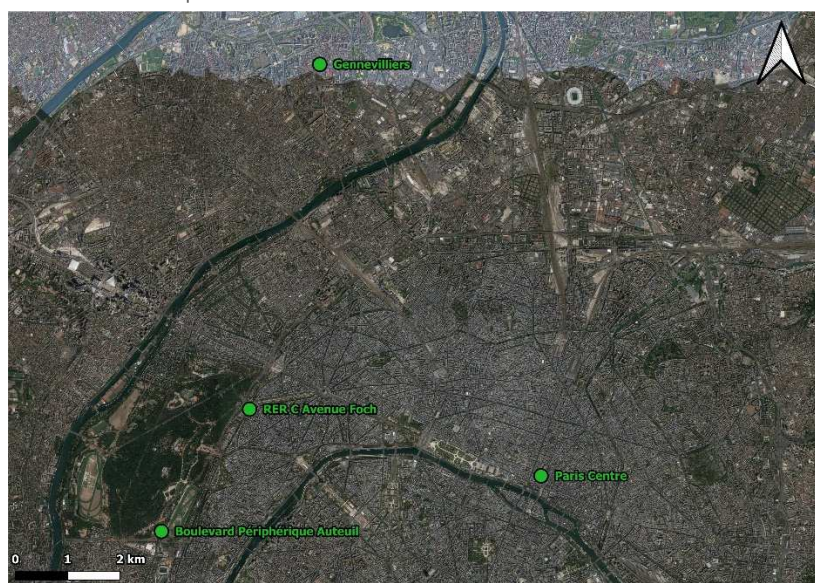 Gennevilliers
RER C Avenue Foch
Paris Centre
Boulevard Périphérique Auteuil
0 1 2 km